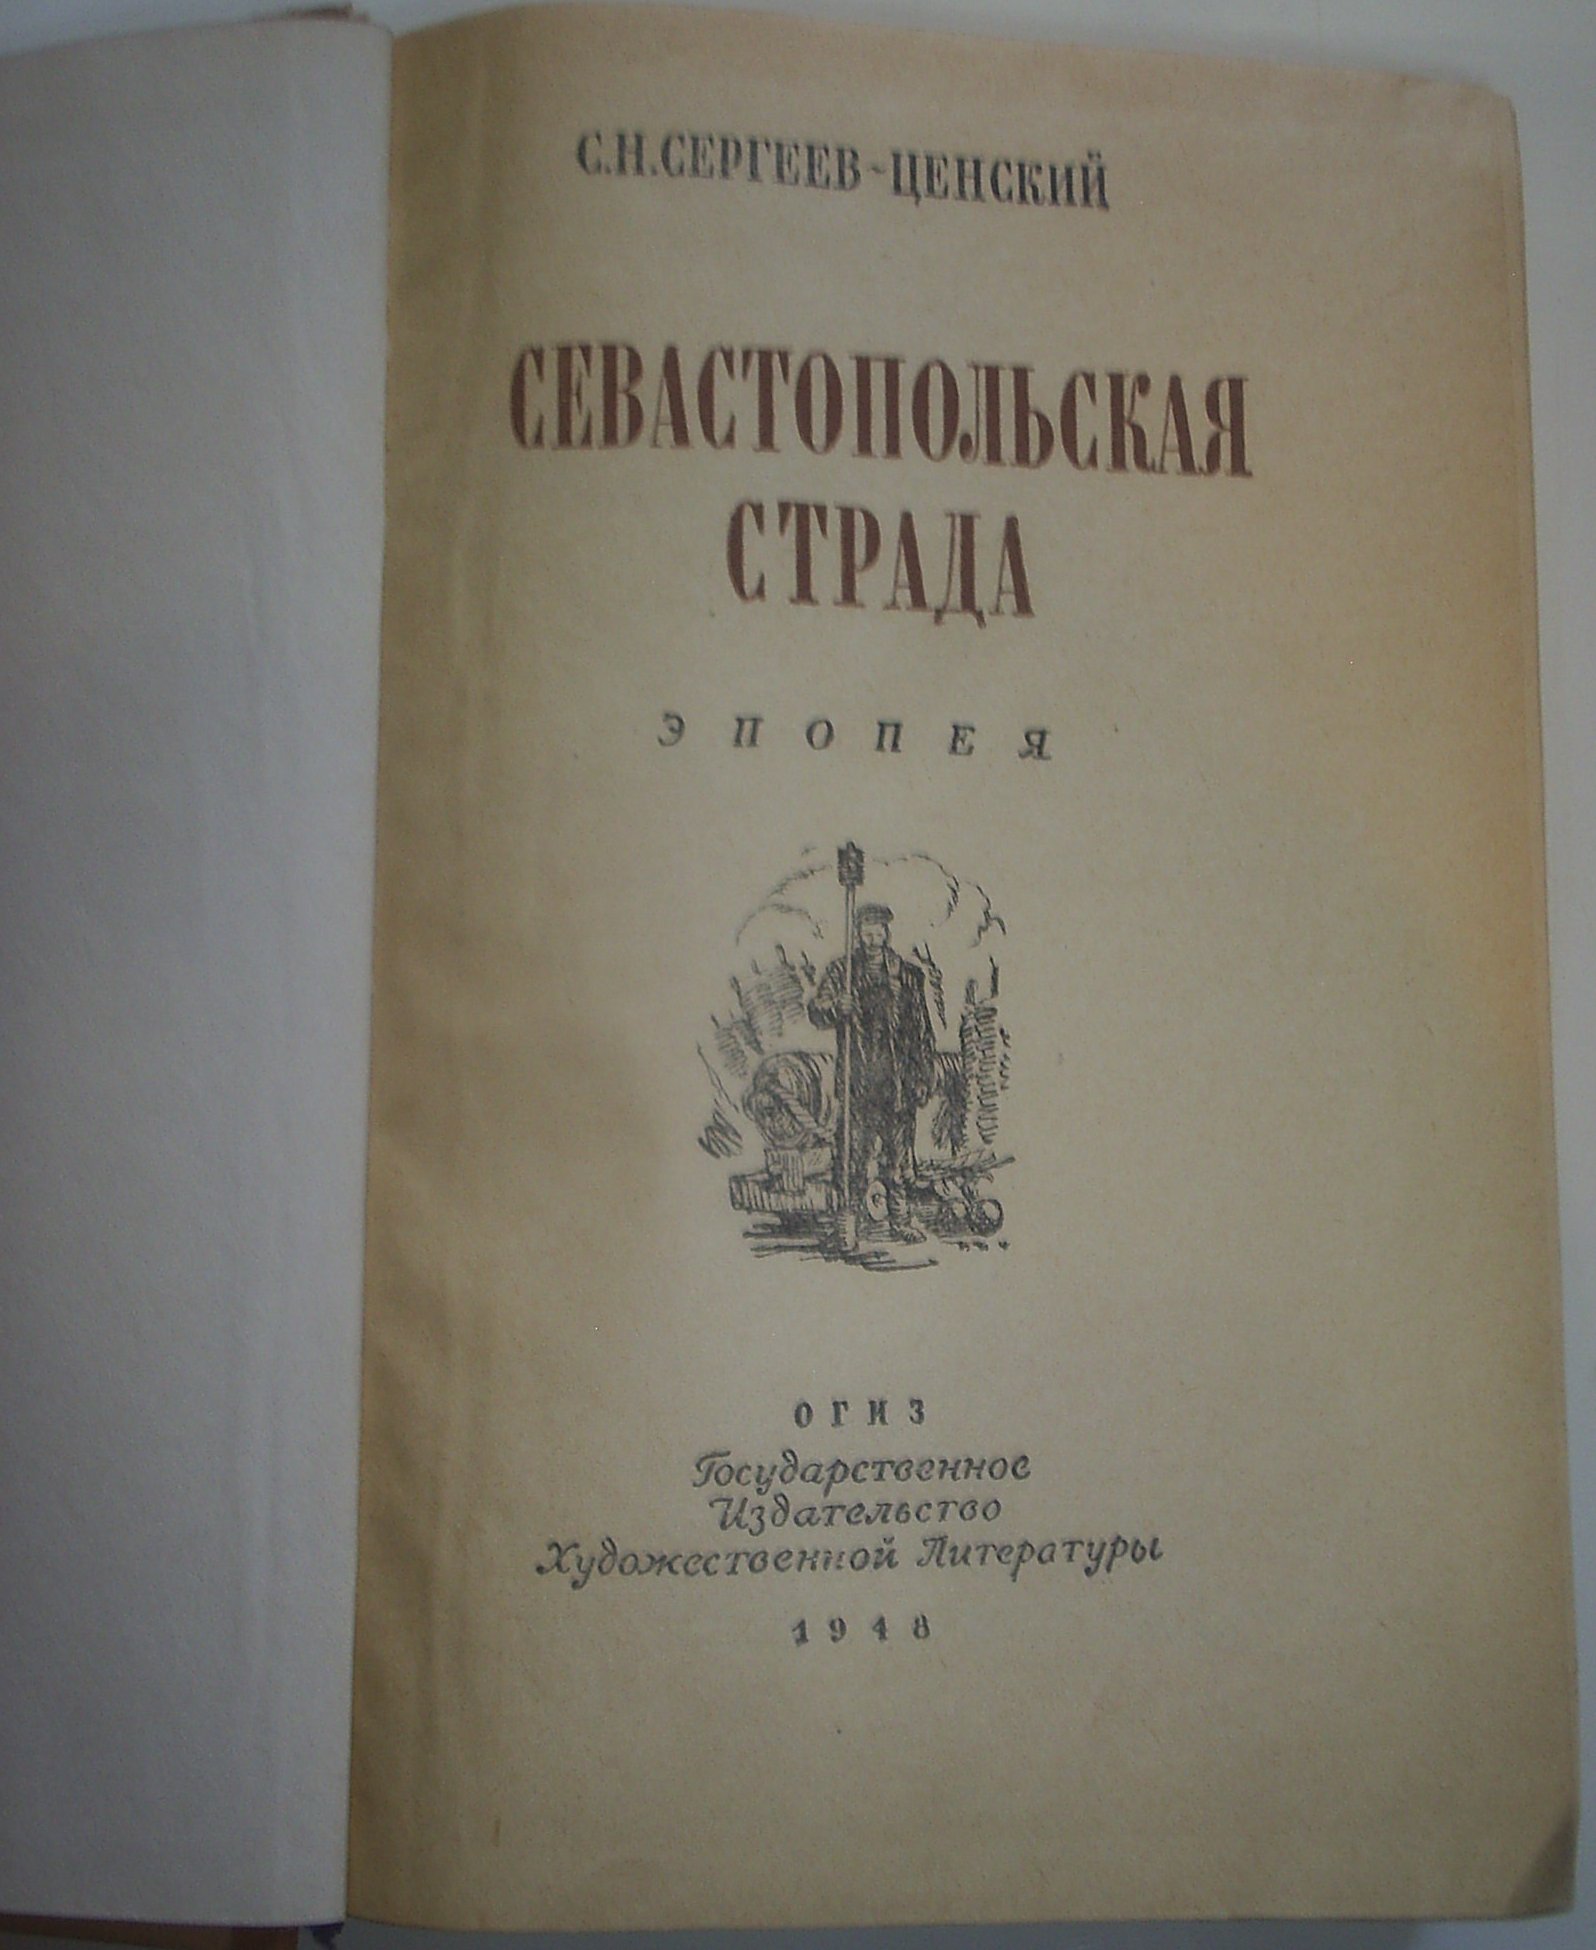 С.Н.СЕРГЕЕВ-ЦЕНСКИЙ
СЕВАСТОПОЛЬСКАЯ
СТРАДА
ЭПОПЕЯ
ОГИЗ
Государственное
Издательство
Художественной Литературы
1948